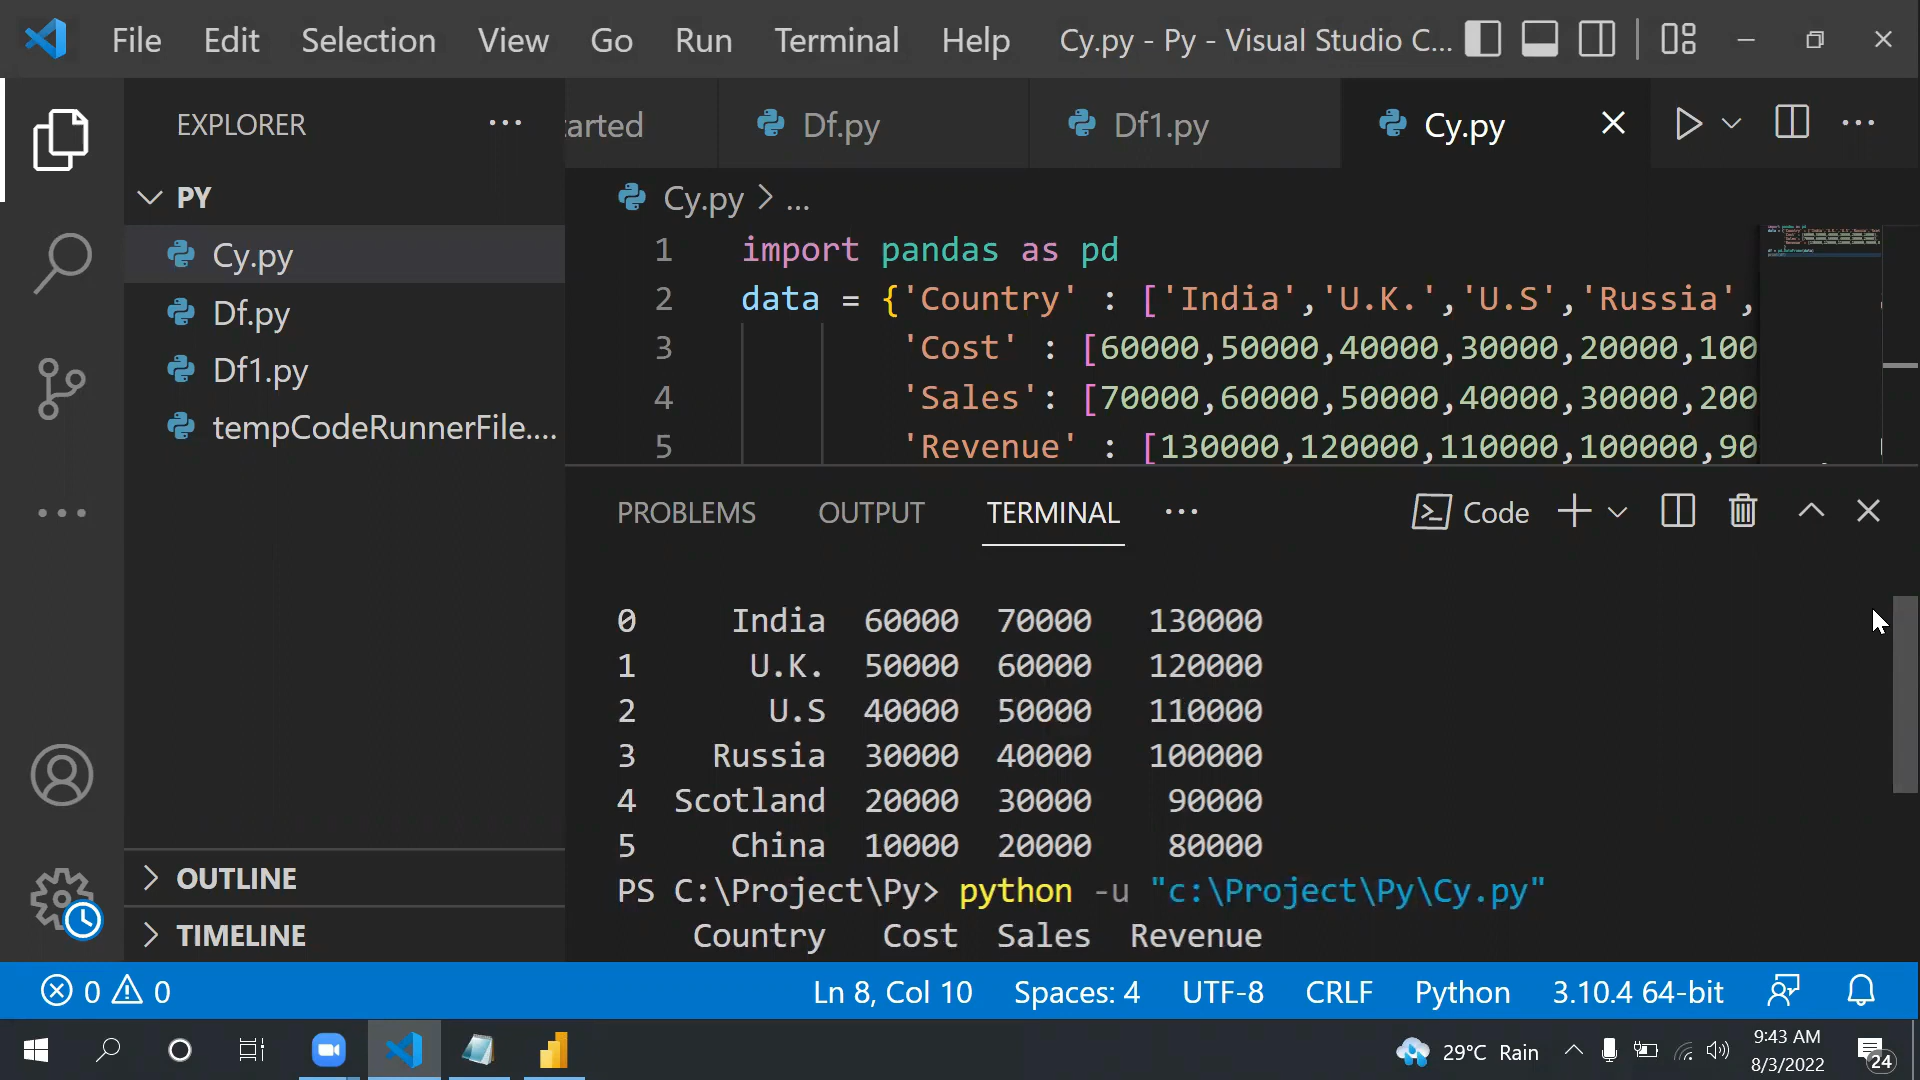 File Edit Selection View Go Run Terminal Help Cy.py - Py - Visual Studio C...
EXPLORER
PY
Cy.py
Df.py
Df1.py
tempCodeRunnerFile....
OUTLINE
TIMELINE
arted Df.py Df1.py Cy.py
Cy.py > ...
1 import pandas as pd
2 data = {'Country' : ['India','U.K.','U.S','Russia',
3 'Cost' : [60000,50000,40000,30000,20000,100
4 'Sales': [70000,60000,50000,40000,30000,200
5 'Revenue' : [130000,120000,110000,100000,90
PROBLEMS OUTPUT TERMINAL ... Code
0 India 60000 70000 130000
1 U.K. 50000 60000 120000
2 U.S 40000 50000 110000
3 Russia 30000 40000 100000
4 Scotland 20000 30000 90000
5 China 10000 20000 80000
PS C:\Project\Py> python -u "c:\Project\Py\Cy.py"
Country Cost Sales Revenue
0 0 Ln 8, Col 10 Spaces: 4 UTF-8 CRLF Python 3.10.4 64-bit
29°C Rain 9:43 AM
8/3/2022
24